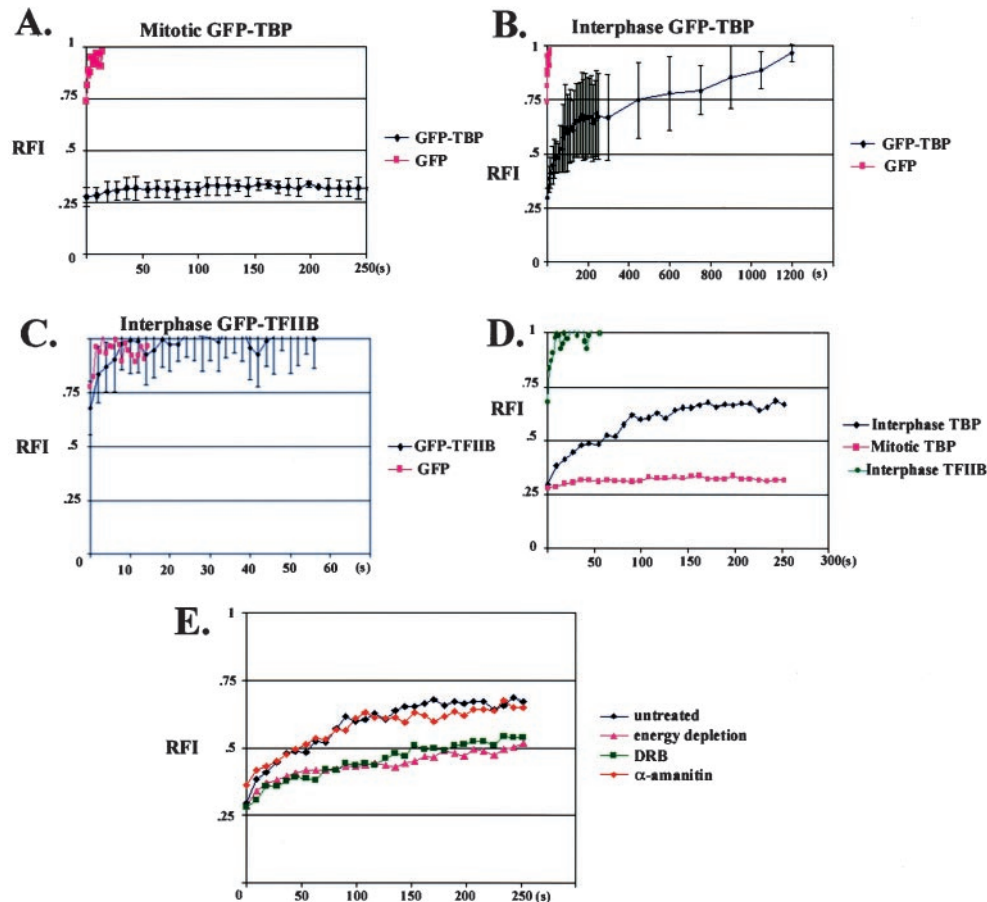 A.
Mitotic GFP-TBP
1
.75
RFI
.5
.25
0
50
100
150
200
250(s)
GFP-TBP
GFP
B.
Interphase GFP-TBP
1
.75
RFI
.5
.25
0
200
400
600
800
1000
1200
(s)
GFP-TBP
GFP
C.
Interphase GFP-TFIIB
1
.75
RFI
.5
.25
0
10
20
30
40
50
60
(s)
GFP-TFIIB
GFP
D.
1
.75
RFI
.5
.25
0
50
100
150
200
250
300(s)
Interphase TBP
Mitotic TBP
Interphase TFIIB
E.
1
.75
RFI
.5
.25
0
50
100
150
200
250
(s)
untreated
energy depletion
DRB
α-amanitin